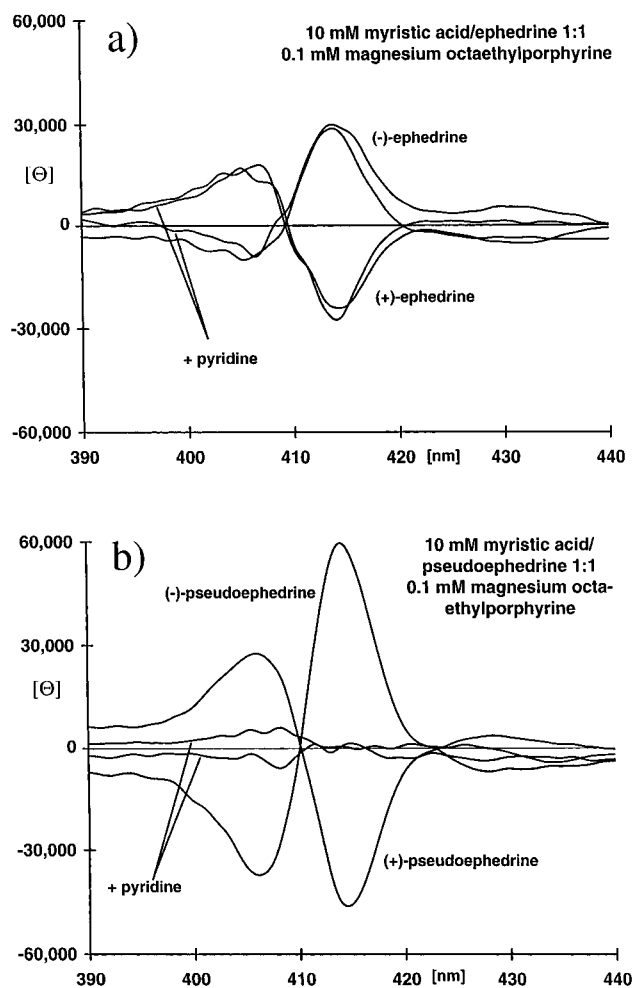 a)
10 mM myristic acid/ephedrine 1:1
0.1 mM magnesium octaethylporphyrine
60,000
30,000
[Θ]
0
-30,000
-60,000
(-)-ephedrine
(+)-ephedrine
+ pyridine
390 400 410 420 [nm] 430 440
b)
10 mM myristic acid/
pseudoephedrine 1:1
0.1 mM magnesium octa-
ethylporphyrine
60,000
30,000
[Θ]
0
-30,000
-60,000
(-)-pseudoephedrine
(+)-pseudoephedrine
+ pyridine
390 400 410 420 [nm] 430 440